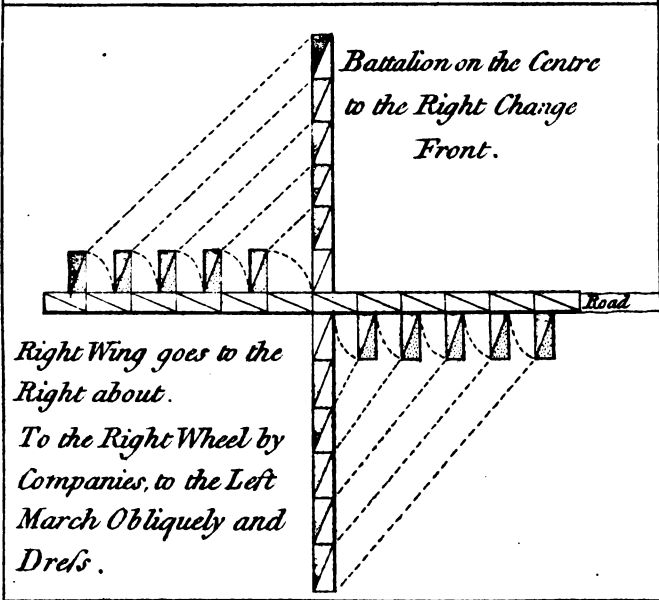 Battalion on the Centre
to the Right Change
Front.
Road
Right Wing goes to the
Right about.
To the Right Wheel by
Companies, to the Left
March Obliquely and
Dreſs.